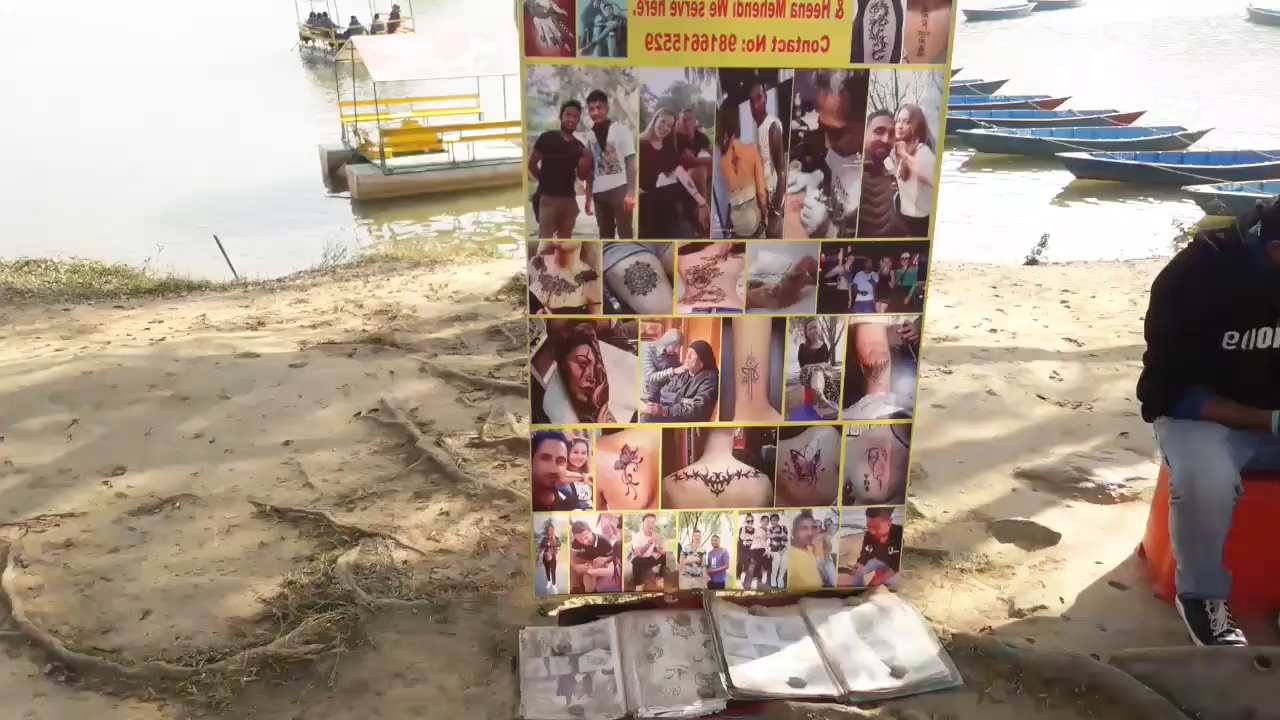 & Heena Mehendi We serve here.
Contact No: 9816615529